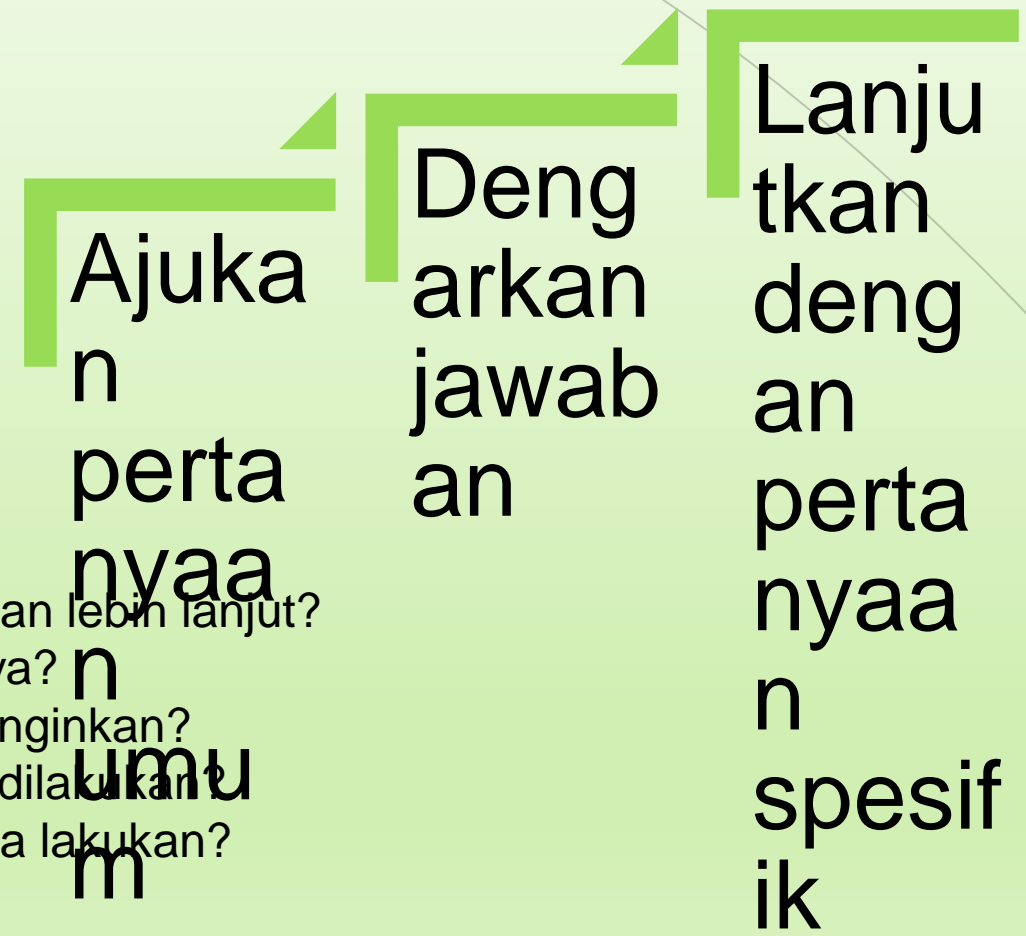 Ajuka
n
perta
nyaa
n
umu
m
Deng
arkan
jawab
an
Lanju
tkan
deng
an
perta
nyaa
n
spesif
ik
an lebih lanjut?
ya?
nginkan?
dilakukan?
a lakukan?